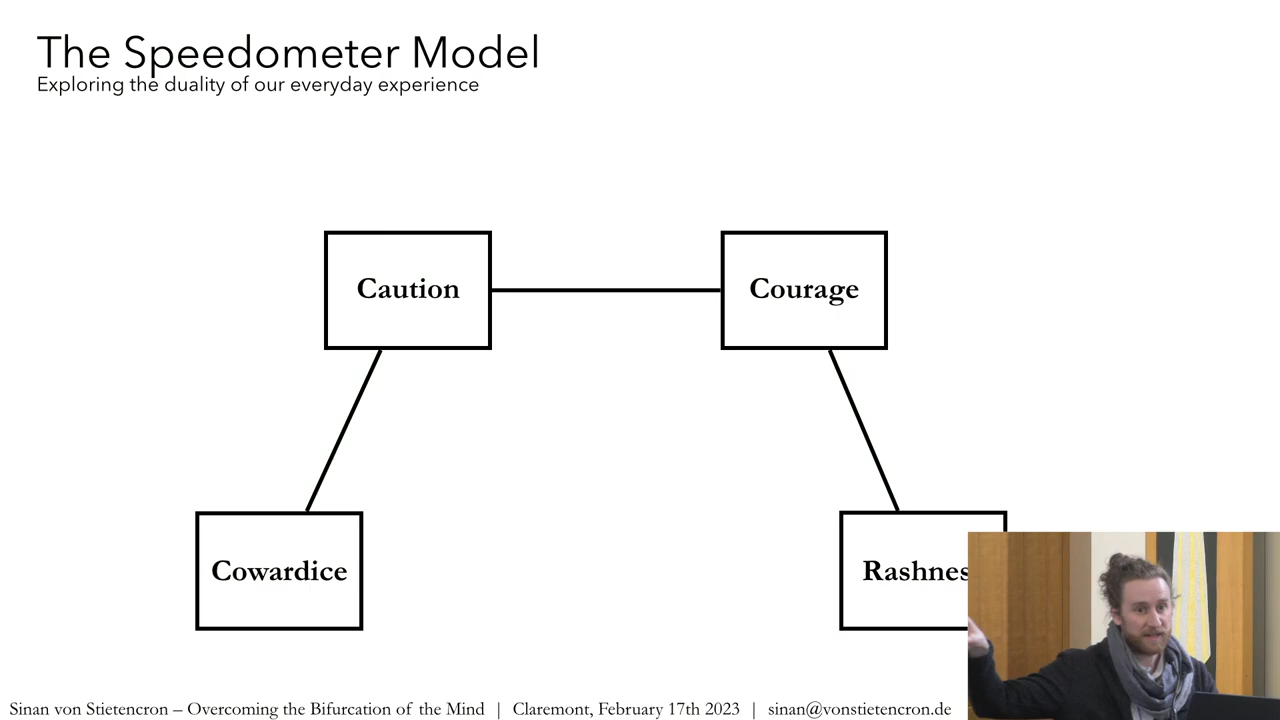 The Speedometer Model
Exploring the duality of our everyday experience
Caution
Courage
Cowardice
Rashnes
Sinan von Stietencron – Overcoming the Bifurcation of the Mind | Claremont, February 17th 2023 | sinan@vonstietencron.de